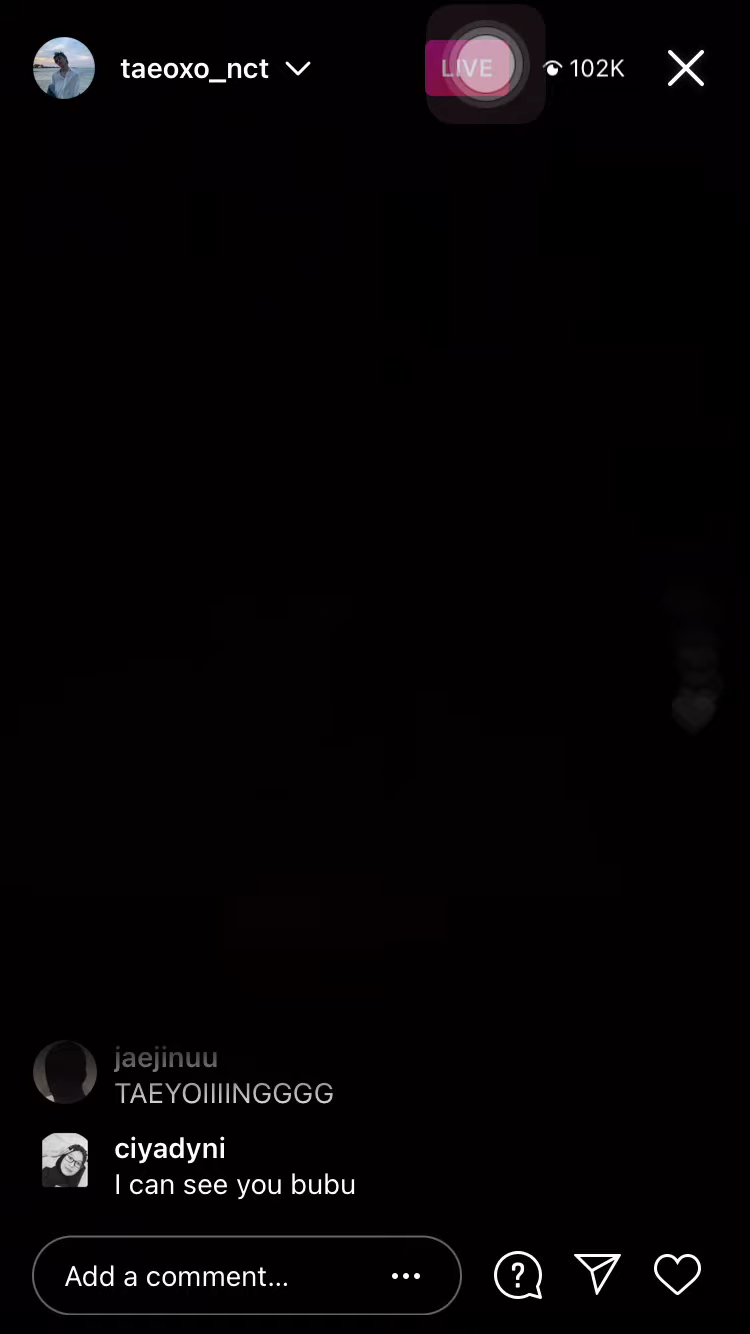 taeoxo_nct
LIVE
102K
jaejinuu
TAEYOIIIINGGGG
ciyadyni
I can see you bubu
Add a comment...